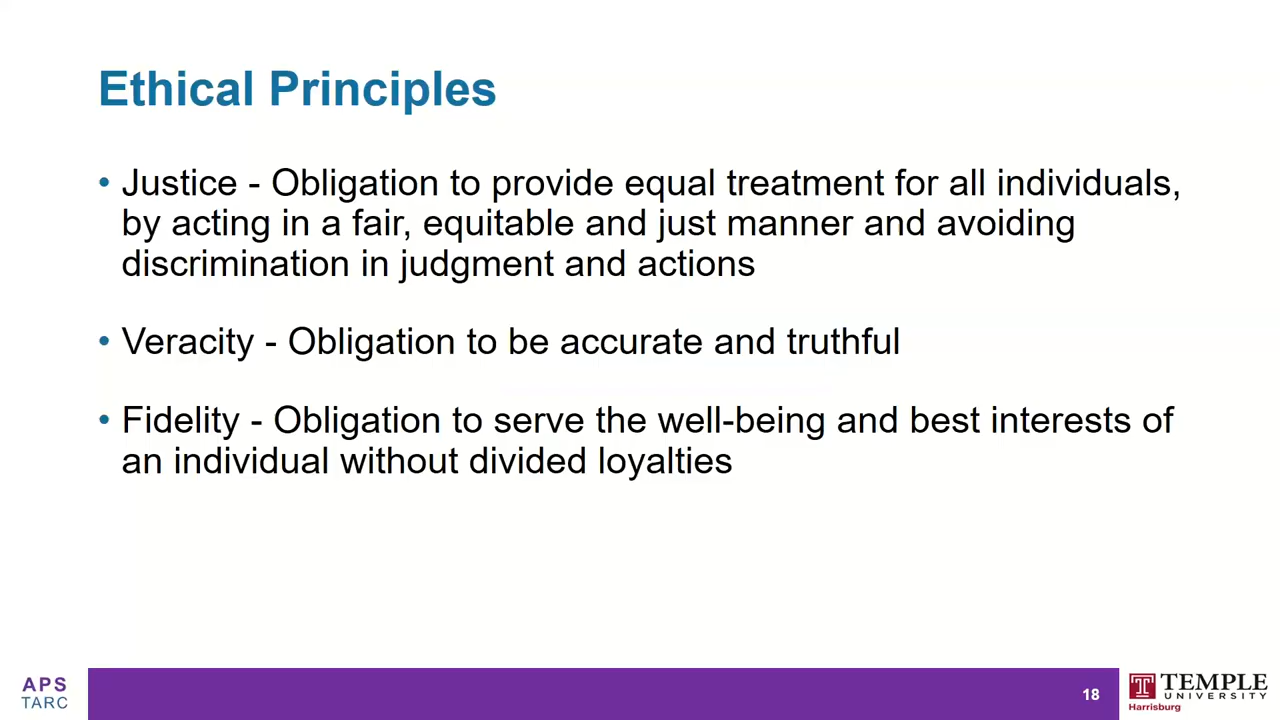 Ethical Principles
• Justice - Obligation to provide equal treatment for all individuals,
by acting in a fair, equitable and just manner and avoiding
discrimination in judgment and actions
• Veracity - Obligation to be accurate and truthful
• Fidelity - Obligation to serve the well-being and best interests of
an individual without divided loyalties
APS
TARC
18
TEMPLE
UNIVERSITY
Harrisburg